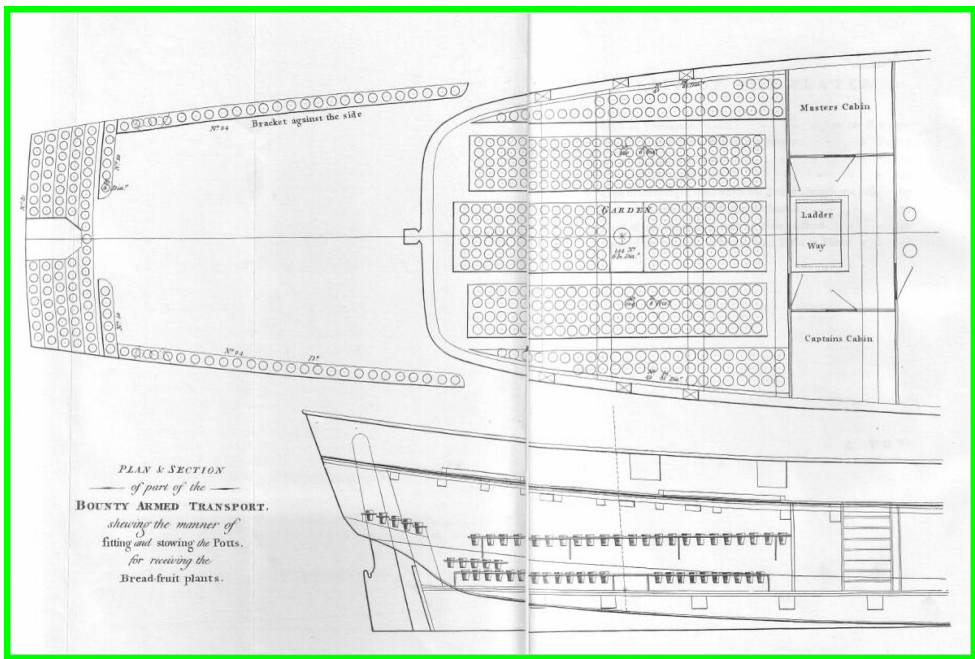 Bracket against the side
Nº 24
Masters Cabin
GARDEN
Ladder
Way
Captains Cabin
Nº 24
Dº
PLAN & SECTION
of part of the
BOUNTY ARMED TRANSPORT,
shewing the manner of
fitting and stowing the Potts.
for receiving the
Bread-fruit plants.